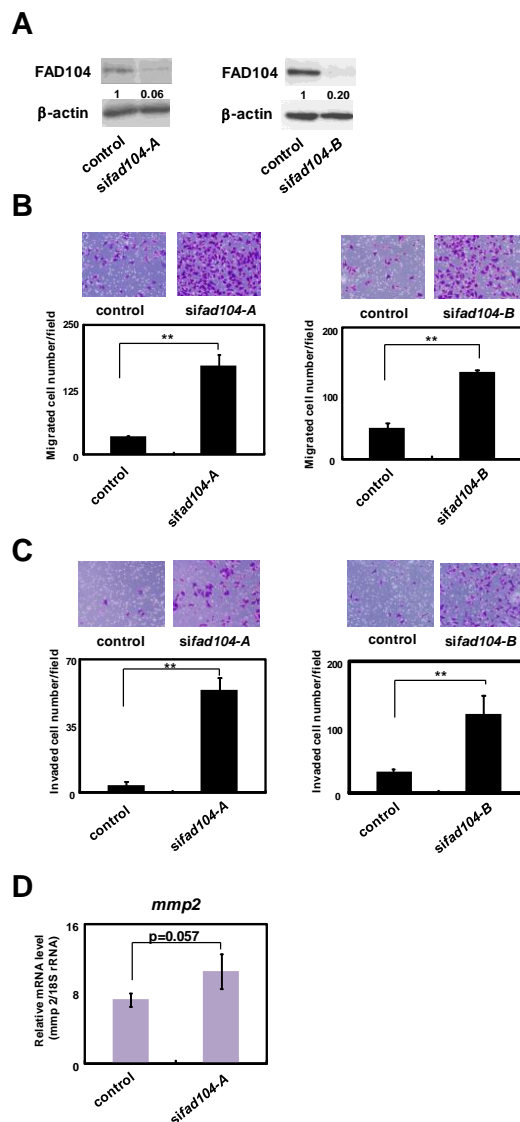 A
FAD104
1 0.06
β-actin
control
sifad104-A
FAD104
1 0.20
β-actin
control
sifad104-B
B
control sifad104-A
Migrated cell number/field
250
125
0
**
control
sifad104-A
control sifad104-B
Migrated cell number/field
200
100
0
**
control
sifad104-B
C
control sifad104-A
Invaded cell number/field
70
35
0
**
control
sifad104-A
control sifad104-B
Invaded cell number/field
200
100
0
**
control
sifad104-B
D
mmp2
Relative mRNA level
(mmp 2/18S rRNA)
16
8
0
p=0.057
control
sifad104-A